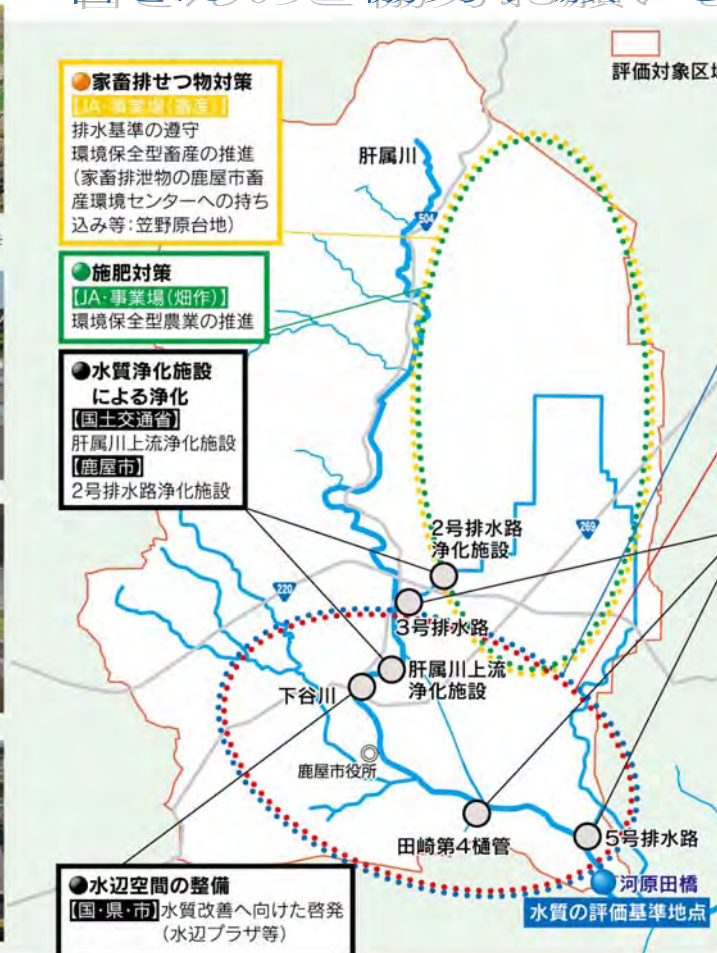 評価対象区域
●家畜排せつ物対策
【JA・事業場(畜産)】
排水基準の遵守
環境保全型畜産の推進
(家畜排泄物の鹿屋市畜
産環境センターへの持ち
込み等:笠野原台地)
●施肥対策
【JA・事業場(畑作)】
環境保全型農業の推進
●水質浄化施設
による浄化
【国土交通省】
肝属川上流浄化施設
【鹿屋市】
2号排水路浄化施設
肝属川
504
2号排水路
浄化施設
269
220
3号排水路
肝属川上流
浄化施設
下谷川
鹿屋市役所
田崎第4樋管
5号排水路
河原田橋
水質の評価基準地点
●水辺空間の整備
【国・県・市】水質改善へ向けた啓発
(水辺プラザ等)